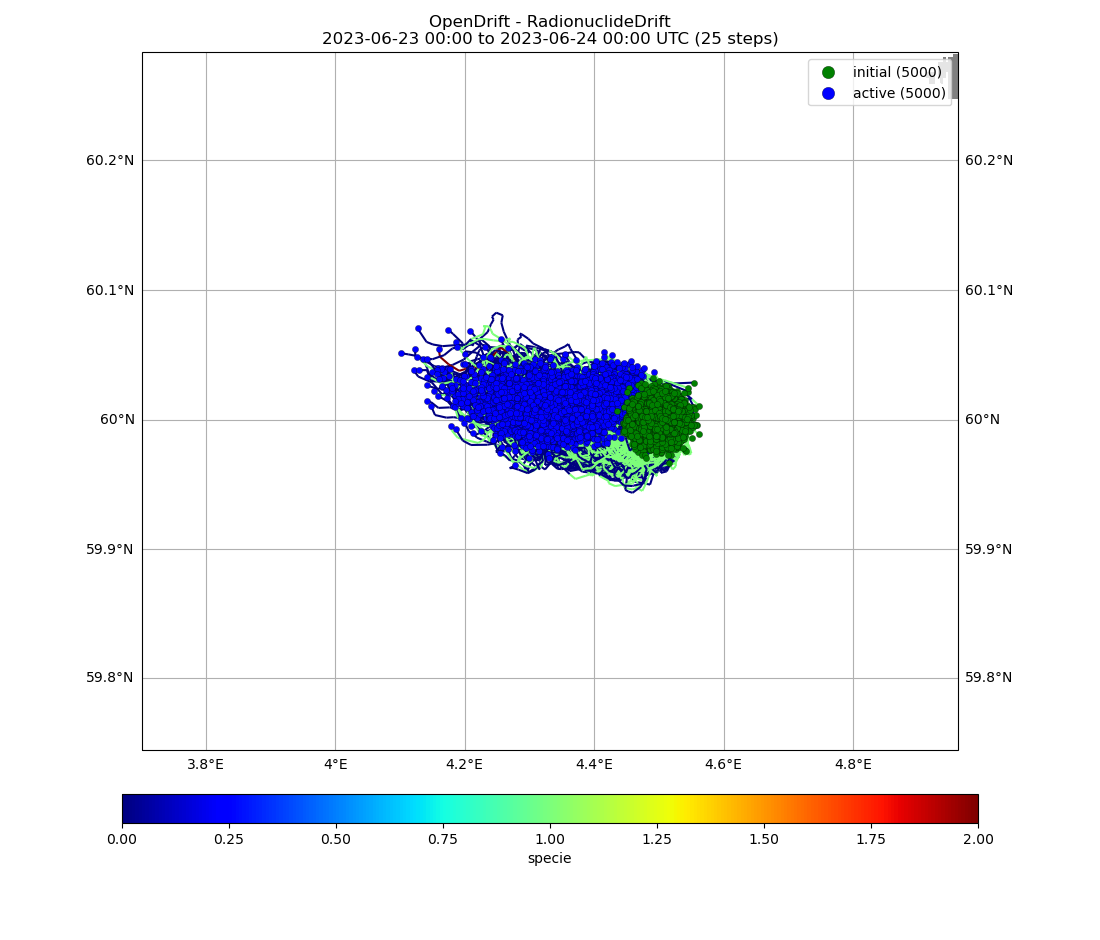 OpenDrift - RadionuclideDrift
2023-06-23 00:00 to 2023-06-24 00:00 UTC (25 steps)
initial (5000)
active (5000)
60.2°N
60.2°N
60.1°N
60.1°N
60°N
60°N
59.9°N
59.9°N
59.8°N
59.8°N
3.8°E 4°E 4.2°E 4.4°E 4.6°E 4.8°E
0.00 0.25 0.50 0.75 1.00 1.25 1.50 1.75 2.00
specie